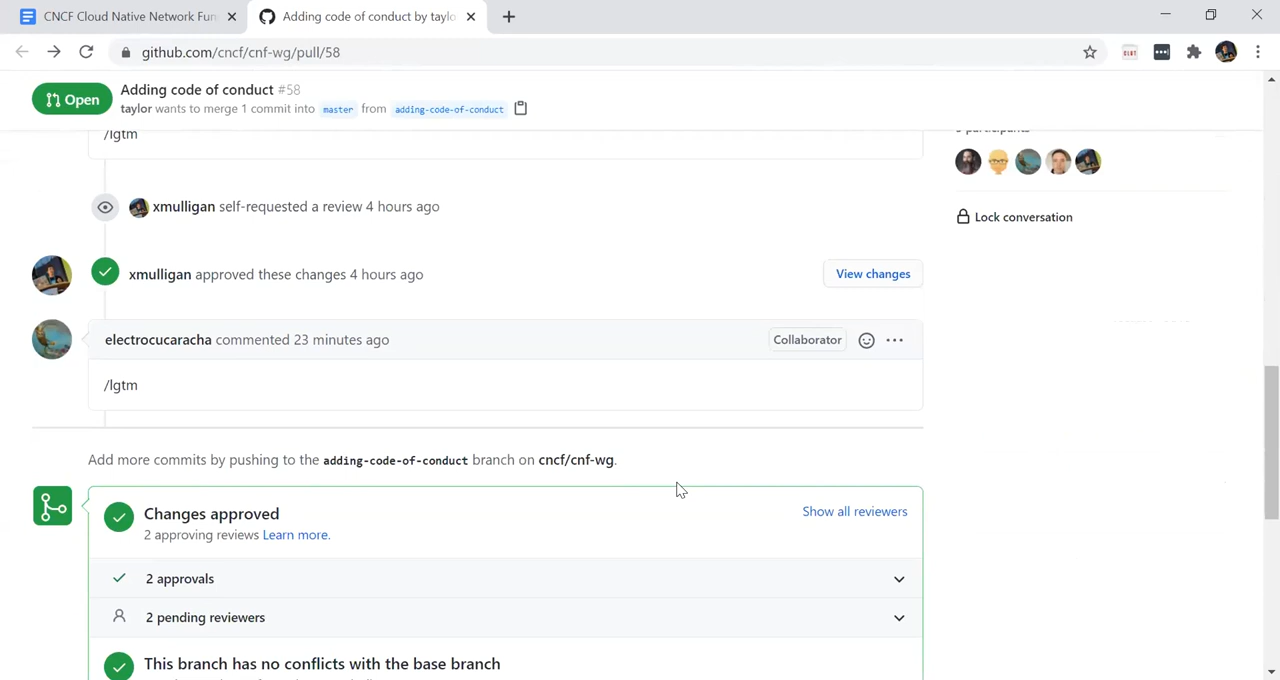 CNCF Cloud Native Network Fun
Adding code of conduct by taylo
github.com/cncf/cnf-wg/pull/58
Open
Adding code of conduct #58
taylor wants to merge 1 commit into master from adding-code-of-conduct
/lgtm
5 participants
xmulligan self-requested a review 4 hours ago
Lock conversation
xmulligan approved these changes 4 hours ago
View changes
electrocucaracha commented 23 minutes ago
Collaborator
/lgtm
Add more commits by pushing to the adding-code-of-conduct branch on cncf/cnf-wg.
Changes approved
2 approving reviews Learn more.
Show all reviewers
2 approvals
2 pending reviewers
This branch has no conflicts with the base branch